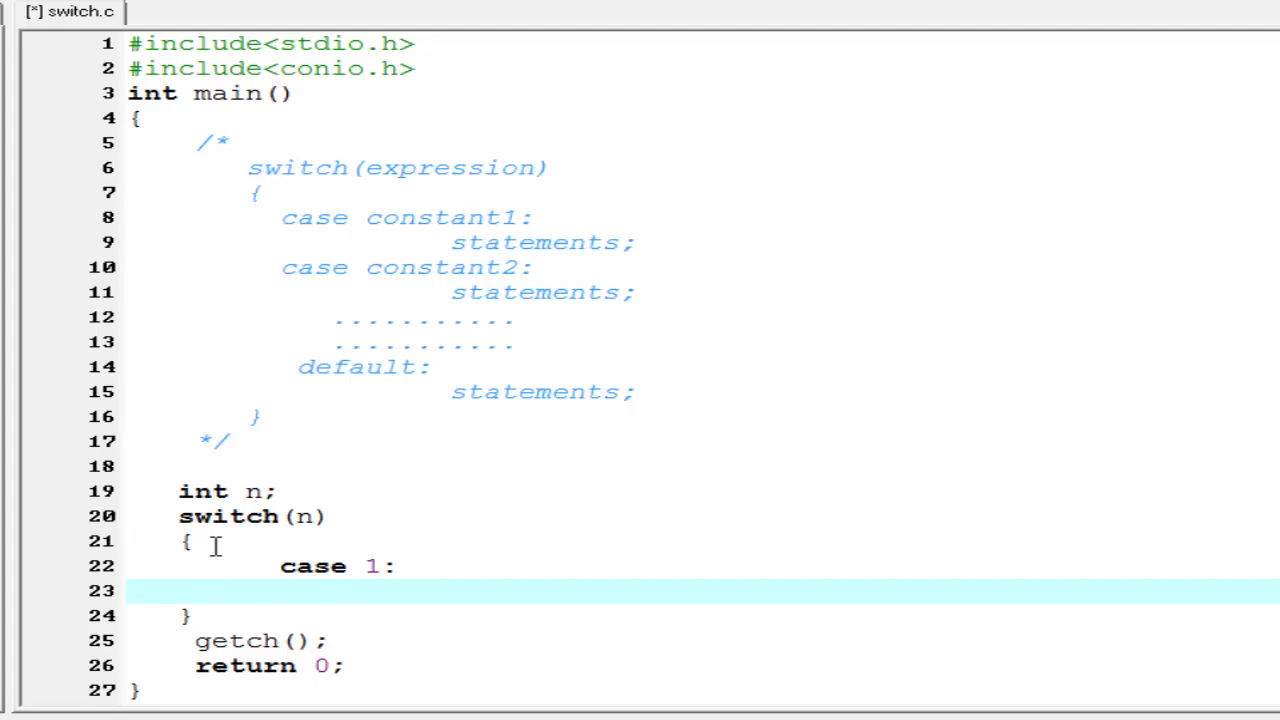 [*] switch.c
1 #include<stdio.h>
2 #include<conio.h>
3 int main()
4 {
5 /*
6 switch(expression)
7 {
8 case constant1:
9 statements;
10 case constant2:
11 statements;
12 ...........
13 ...........
14 default:
15 statements;
16 }
17 */
18
19 int n;
20 switch(n)
21 {
22 case 1:
23
24 }
25 getch();
26 return 0;
27 }